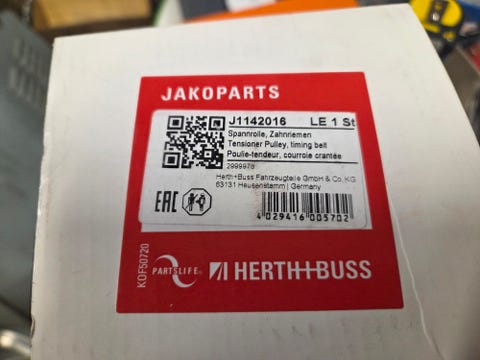 JAKOPARTS
J1142016 LE 1 St
Spannrolle, Zahnriemen
Tensioner Pulley, timing belt
Poulie-tendeur, courroie crantée
2999978
Herth+Buss Fahrzeugteile GmbH & Co. KG
63131 Heusenstamm | Germany
EAC
4 029416 005702
KOF50720
PARTSLIFE
HERTH+BUSS